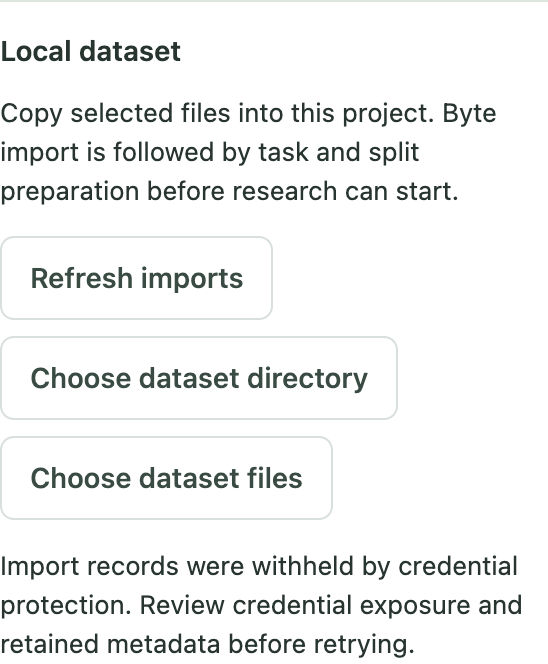 Local dataset
Copy selected files into this project. Byte
import is followed by task and split
preparation before research can start.
Refresh imports
Choose dataset directory
Choose dataset files
Import records were withheld by credential
protection. Review credential exposure and
retained metadata before retrying.